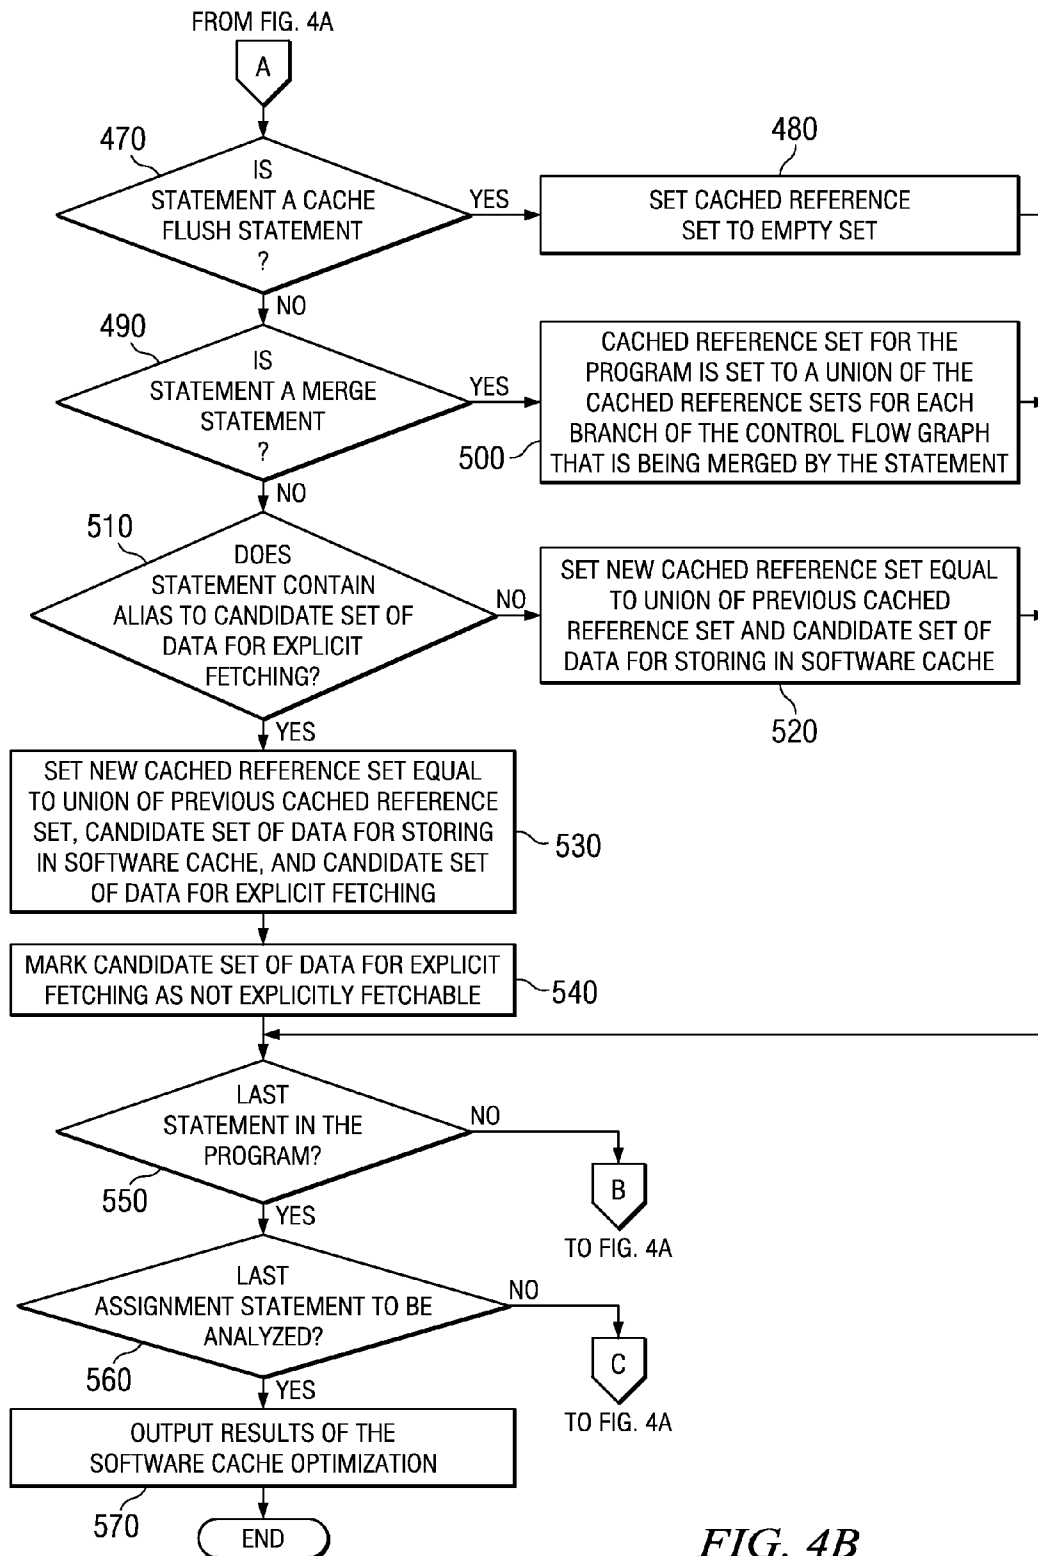 FROM FIG. 4A
A
470
IS
STATEMENT A CACHE
FLUSH STATEMENT
?
YES
480
SET CACHED REFERENCE
SET TO EMPTY SET
NO
490
IS
STATEMENT A MERGE
STATEMENT
?
YES
500
CACHED REFERENCE SET FOR THE
PROGRAM IS SET TO A UNION OF THE
CACHED REFERENCE SETS FOR EACH
BRANCH OF THE CONTROL FLOW GRAPH
THAT IS BEING MERGED BY THE STATEMENT
NO
510
DOES
STATEMENT CONTAIN
ALIAS TO CANDIDATE SET OF
DATA FOR EXPLICIT
FETCHING?
NO
SET NEW CACHED REFERENCE SET EQUAL
TO UNION OF PREVIOUS CACHED
REFERENCE SET AND CANDIDATE SET OF
DATA FOR STORING IN SOFTWARE CACHE
520
YES
SET NEW CACHED REFERENCE SET EQUAL
TO UNION OF PREVIOUS CACHED REFERENCE
SET, CANDIDATE SET OF DATA FOR STORING
IN SOFTWARE CACHE, AND CANDIDATE SET
OF DATA FOR EXPLICIT FETCHING
530
MARK CANDIDATE SET OF DATA FOR EXPLICIT
FETCHING AS NOT EXPLICITLY FETCHABLE
540
LAST
STATEMENT IN THE
PROGRAM?
550
NO
B
TO FIG. 4A
YES
LAST
ASSIGNMENT STATEMENT TO BE
ANALYZED?
560
NO
C
TO FIG. 4A
YES
OUTPUT RESULTS OF THE
SOFTWARE CACHE OPTIMIZATION
570
END
FIG. 4B